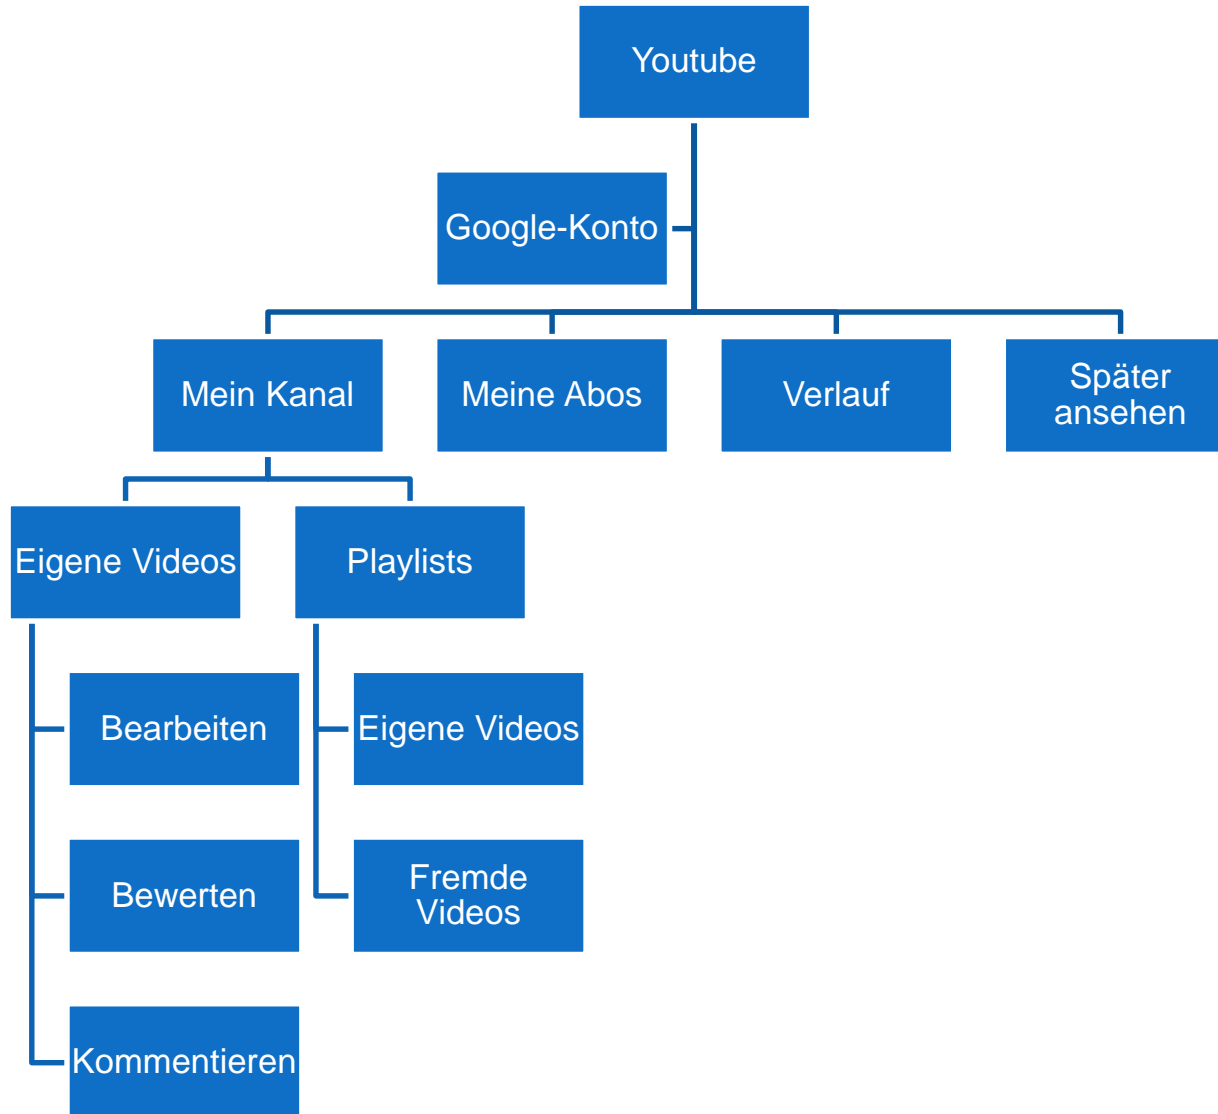 Youtube
Google-Konto
Mein Kanal
Meine Abos
Verlauf
Später
ansehen
Eigene Videos
Playlists
Bearbeiten
Eigene Videos
Bewerten
Fremde
Videos
Kommentieren